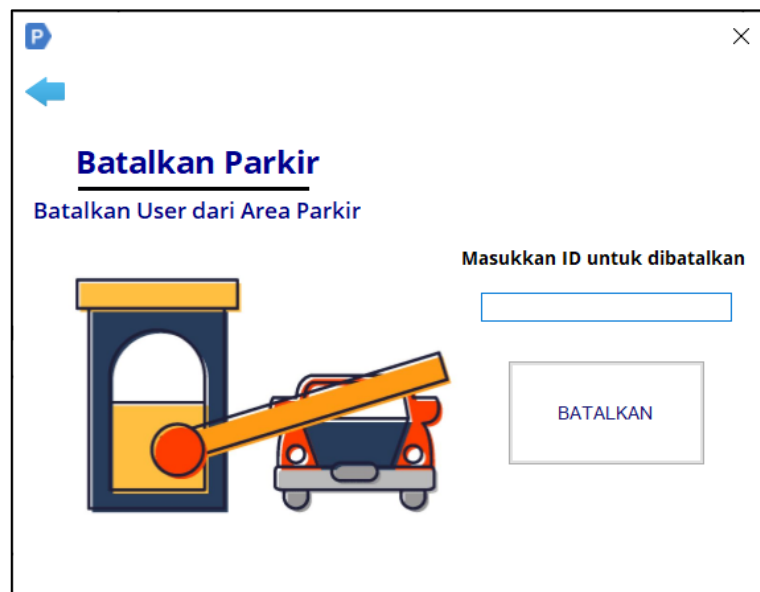 P
Batalkan Parkir
Batalkan User dari Area Parkir
Masukkan ID untuk dibatalkan
BATALKAN